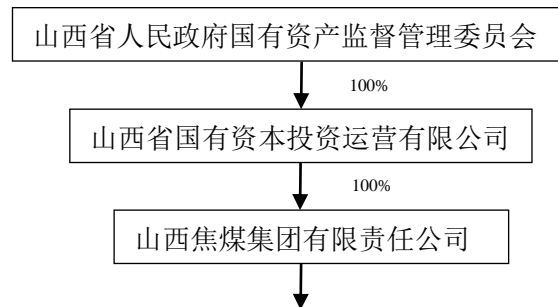 山西省人民政府国有资产监督管理委员会
100%
山西省国有资本投资运营有限公司
100%
山西焦煤集团有限责任公司